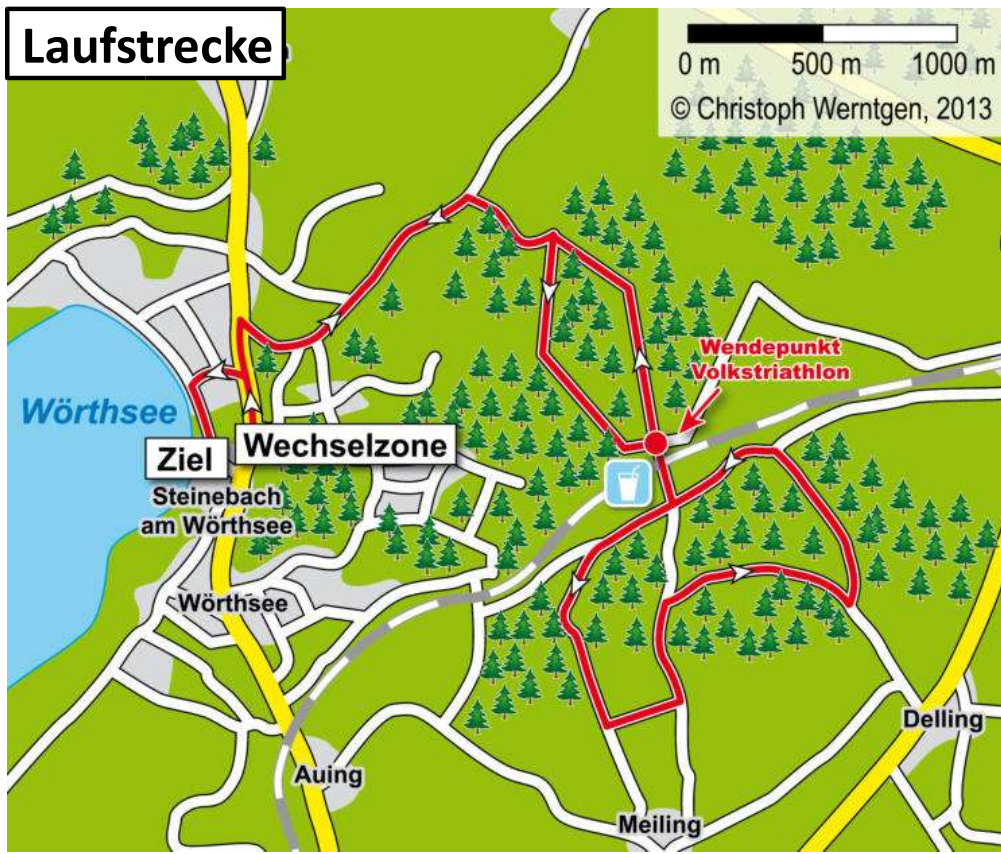 Laufstrecke
0 m 500 m 1000 m
© Christoph Werntgen, 2013
Wendepunkt
Volkstriathlon
Wörthsee
Ziel
Wechselzone
Steinebach
am Wörthsee
Wörthsee
Delling
Auing
Meiling